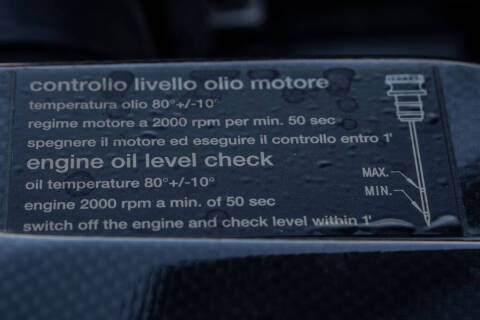 controllo livello olio motore
temperatura olio 80°+/-10°
regime motore a 2000 rpm per min. 50 sec
spegnere il motore ed eseguire il controllo entro 1'
engine oil level check
oil temperature 80°+/-10°
engine 2000 rpm a min. of 50 sec
switch off the engine and check level within 1'
MAX.
MIN.